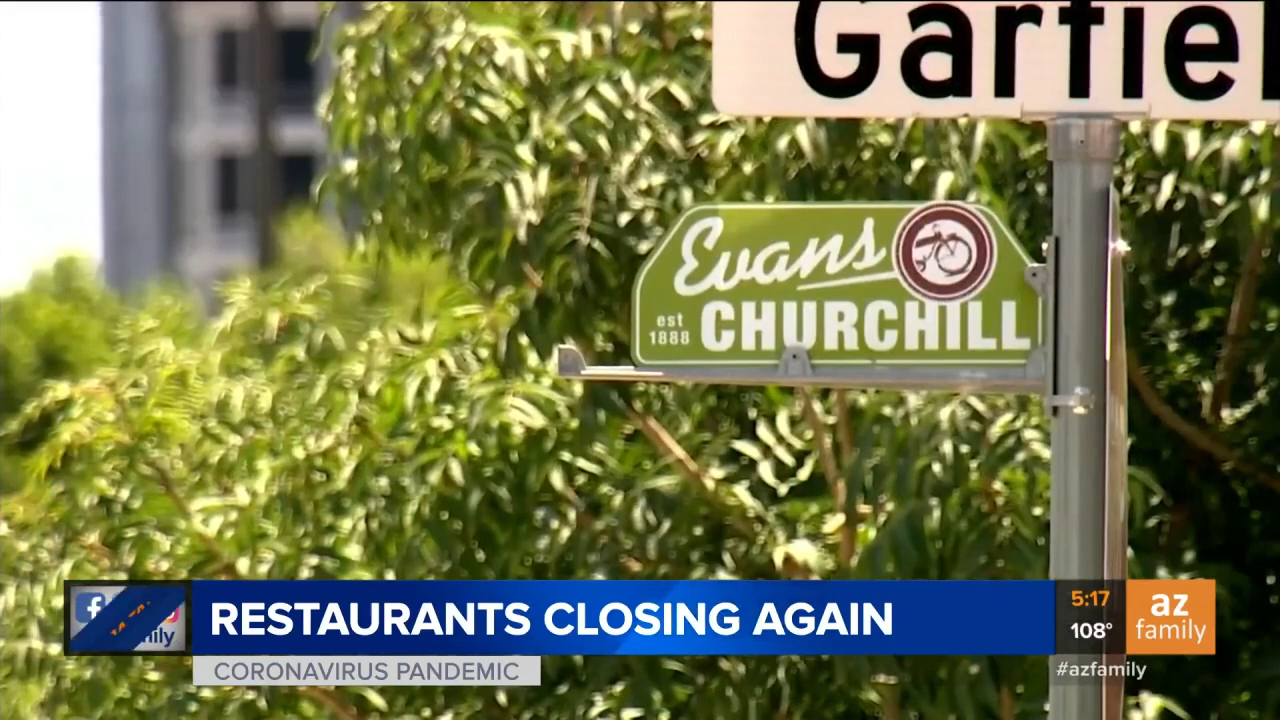 Garfiel
Evans
est
1888
CHURCHILL
RESTAURANTS CLOSING AGAIN
CORONAVIRUS PANDEMIC
5:17
108°
az
family
#azfamily